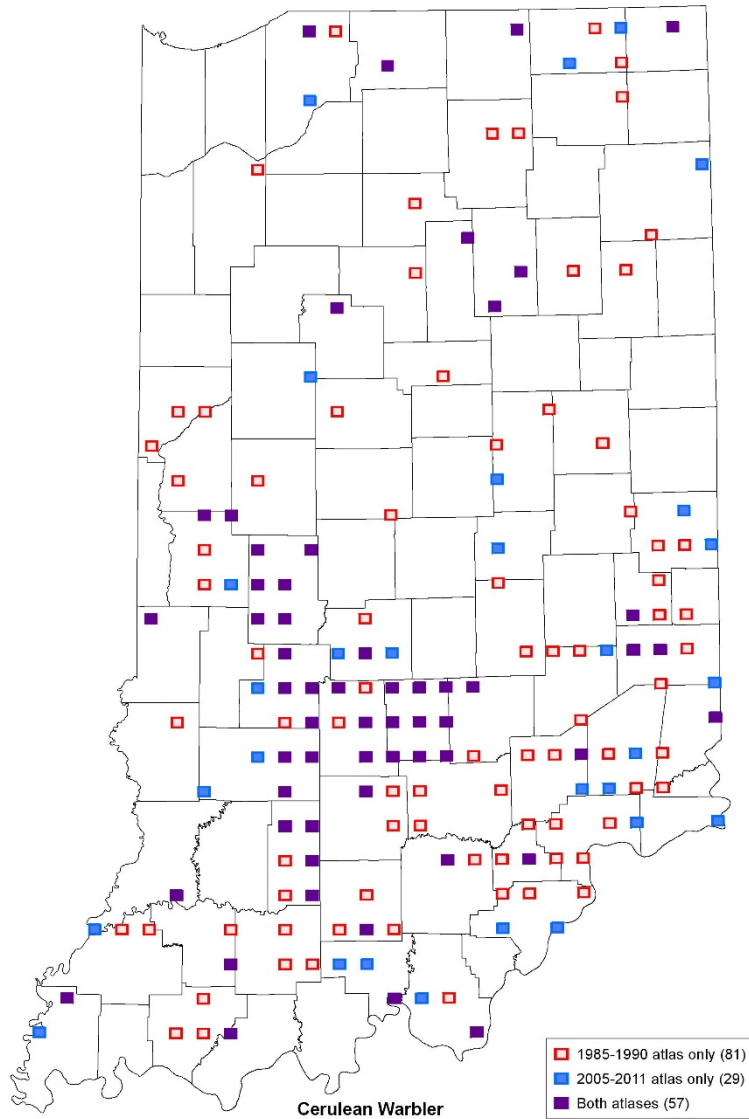 1985-1990 atlas only (81)
2005-2011 atlas only (29)
Both atlases (57)
Cerulean Warbler